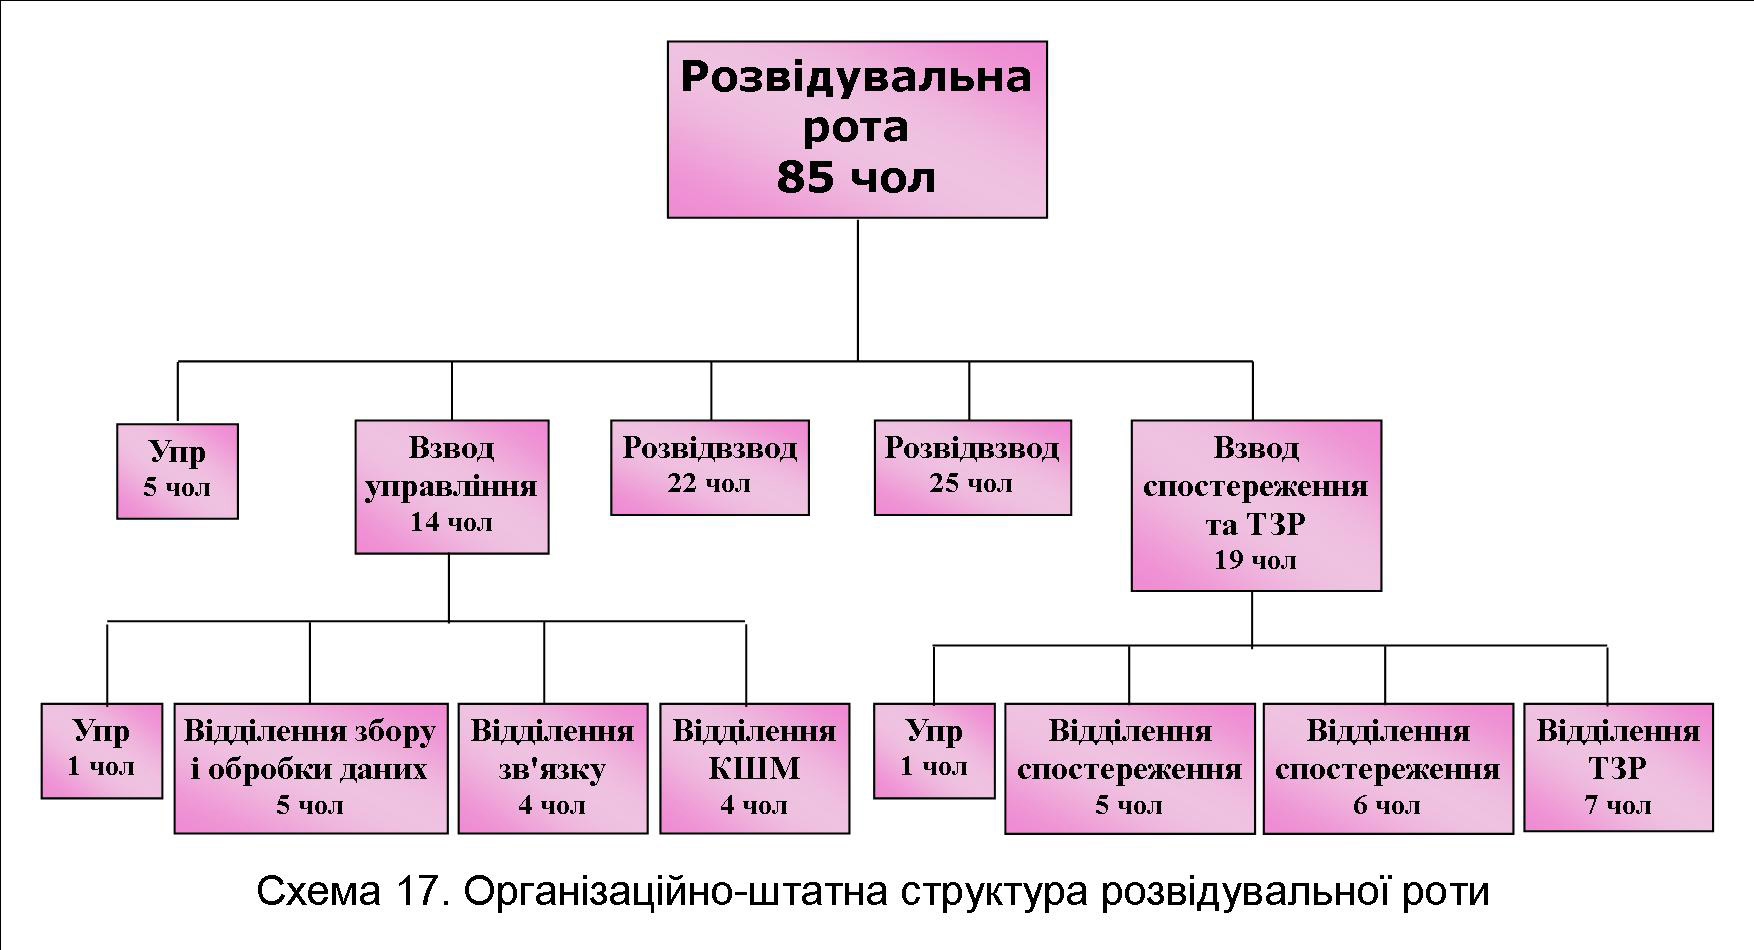 Розвідувальна
рота
85 чол
Упр
5 чол
Взвод
управління
14 чол
Розвідвзвод
22 чол
Розвідвзвод
25 чол
Взвод
спостереження
та ТЗР
19 чол
Упр
1 чол
Відділення збору
і обробки даних
5 чол
Відділення
зв'язку
4 чол
Відділення
КШМ
4 чол
Упр
1 чол
Відділення
спостереження
5 чол
Відділення
спостереження
6 чол
Відділення
ТЗР
7 чол
Схема 17. Організаційно-штатна структура розвідувальної роти